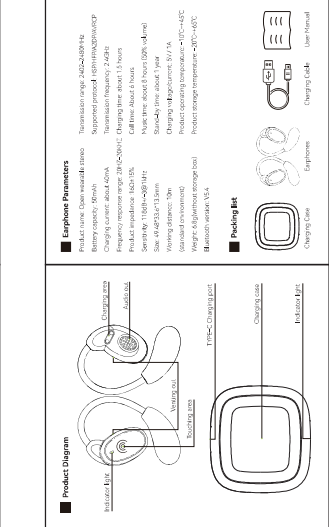 Product Diagram
Charging area
Audio out
Indicator light
Venting out
Touching area
TYPE-C Charging port
Charging case
Indicator light
Earphone Parameters
Product name: Open wearable stereo
Battery capacity: 50mAh
Charging current: about 40mA
Frequency response range: 20HZ-20KHZ
Product impedance: 16Ω±15%
Sensitivity: 118dB+-3@1kHz
Size: 49.48*33.6*13.5mm
Working distance: 10m
(Standard environment)
Weight: 6.8g(without storage box)
Bluetooth version: V5.4
Transmission range: 2402-2480MHz
Supported protocol: HSP/HFP/A2DP/AVRCP
Transmission frequency: 2.4GHz
Charging time: about 1.5 hours
Call time: About 6 hours
Music time: about 8 hours (50% volume)
Stand-by time: about 1 year
Charging voltage/current: 5V/ 1A
Product operating temperature: -10℃~+45℃
Product storage temperature: -20℃~+65℃
Packing list
Charging Case
Earphones
Charging Cable
User Manual